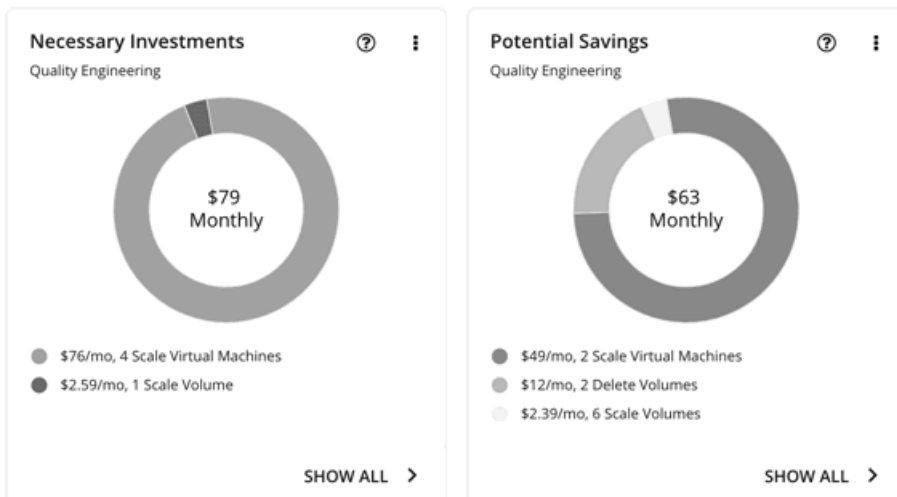 Necessary Investments
Quality Engineering
$79
Monthly
$76/mo, 4 Scale Virtual Machines
$2.59/mo, 1 Scale Volume
SHOW ALL
Potential Savings
Quality Engineering
$63
Monthly
$49/mo, 2 Scale Virtual Machines
$12/mo, 2 Delete Volumes
$2.39/mo, 6 Scale Volumes
SHOW ALL